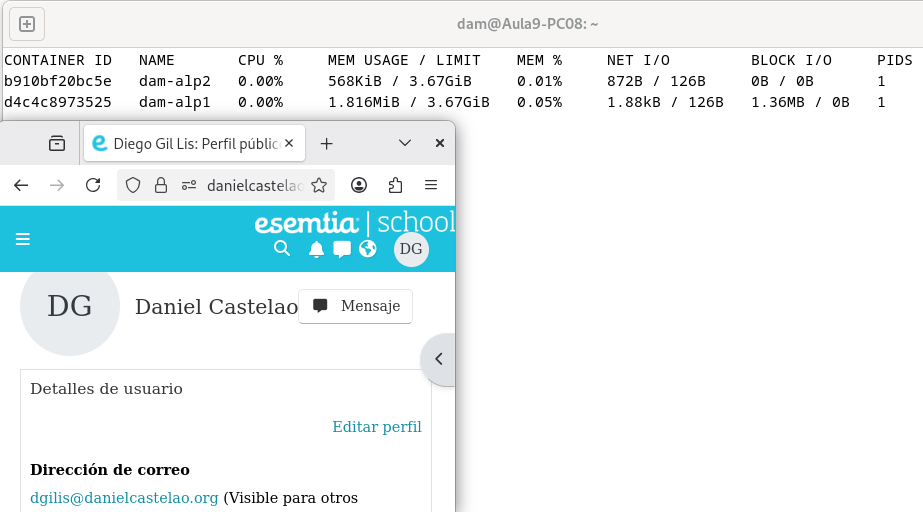 dam@Aula9-PC08: ~
CONTAINER ID NAME CPU % MEM USAGE / LIMIT MEM % NET I/O BLOCK I/O PIDS
b910bf20bc5e dam-alp2 0.00% 568KiB / 3.67GiB 0.01% 872B / 126B 0B / 0B 1
d4c4c8973525 dam-alp1 0.00% 1.816MiB / 3.67GiB 0.05% 1.88kB / 126B 1.36MB / 0B 1
Diego Gil Lis: Perfil públic
danielcastelao
esemtia | school
DG
DG Daniel Castelao Mensaje
Detalles de usuario
Editar perfil
Dirección de correo
dgilis@danielcastelao.org (Visible para otros